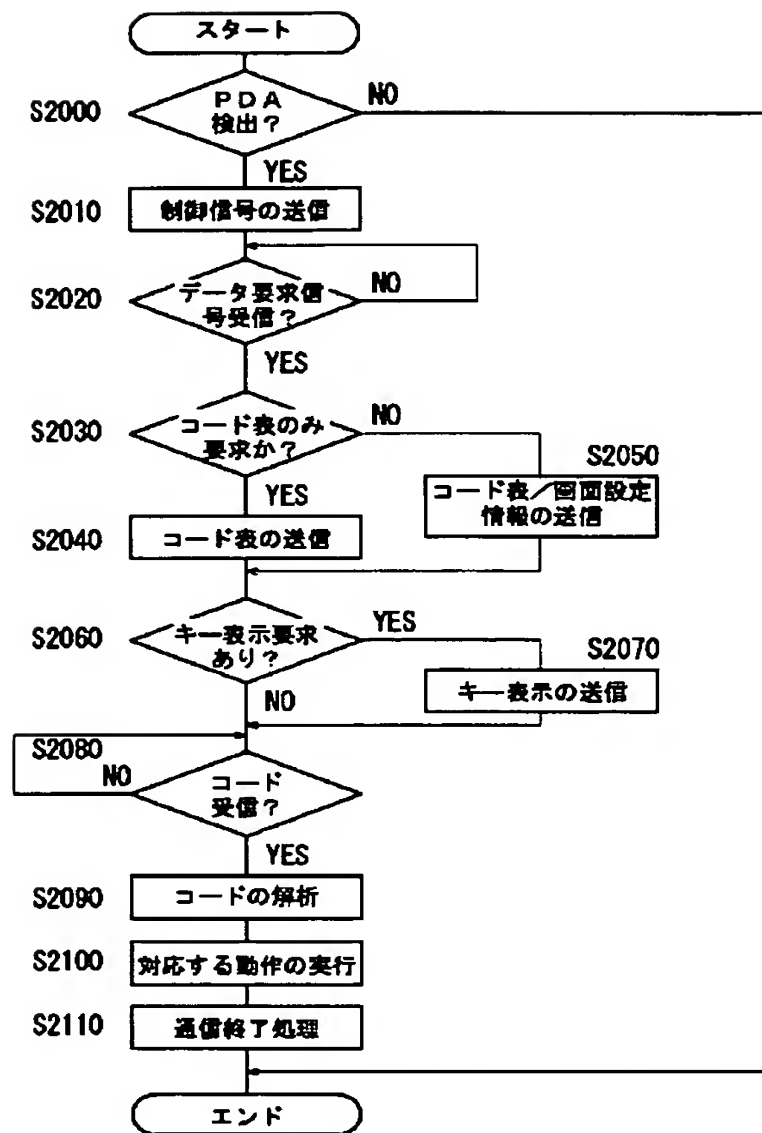 スタート
S2000
PDA
検出?
NO
YES
S2010
制御信号の送信
S2020
データ要求信
号受信?
NO
YES
S2030
コード表のみ
要求か?
NO
S2050
コード表/画面設定
情報の送信
YES
S2040
コード表の送信
S2060
キー表示要求
あり?
YES
S2070
キー表示の送信
NO
S2080
NO
コード
受信?
YES
S2090
コードの解析
S2100
対応する動作の実行
S2110
通信終了処理
エンド